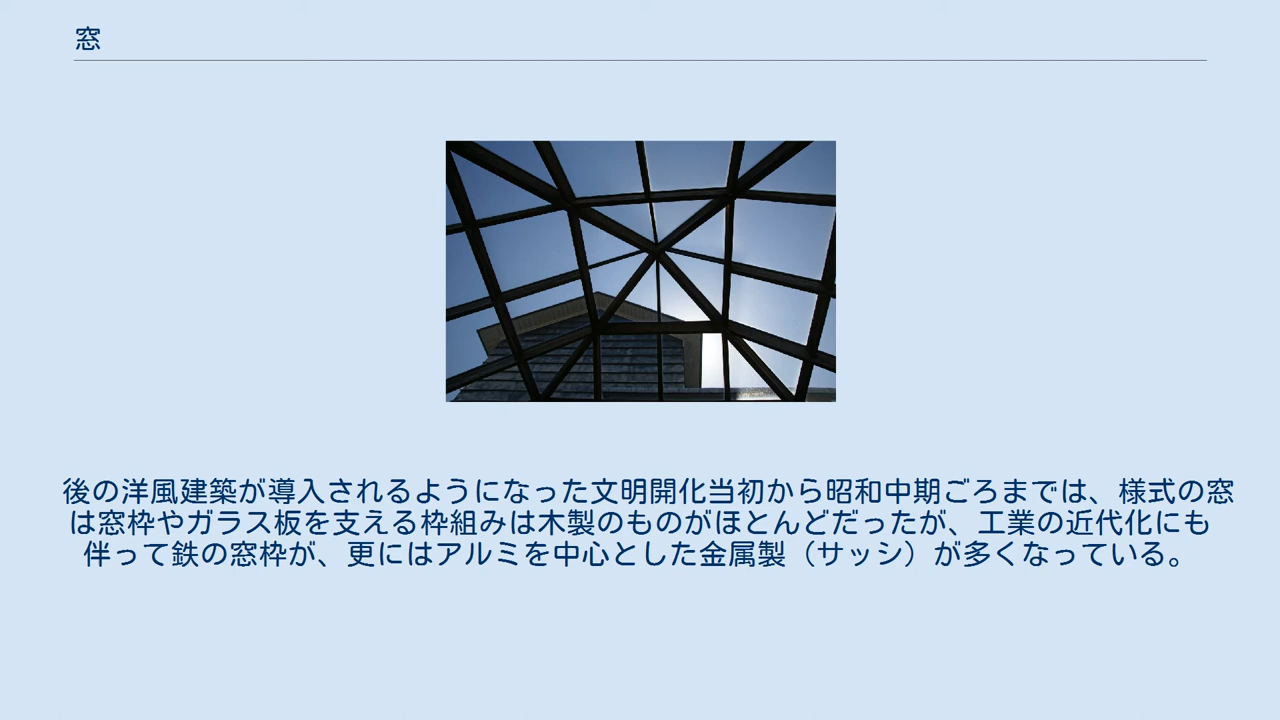 窓
後の洋風建築が導入されるようになった文明開化当初から昭和中期ごろまでは、様式の窓
は窓枠やガラス板を支える枠組みは木製のものがほとんどだったが、工業の近代化にも
伴って鉄の窓枠が、更にはアルミを中心とした金属製（サッシ）が多くなっている。